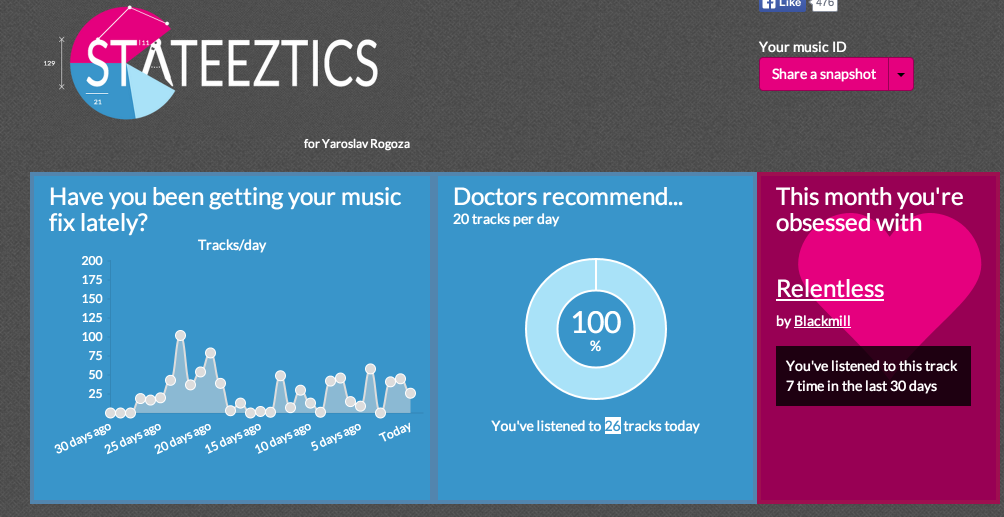 Like 476
STATEEZTICS
129
11
21
for Yaroslav Rogoza
Your music ID
Share a snapshot
Have you been getting your music
fix lately?
Tracks/day
200
175
150
125
100
75
50
25
30 days ago
25 days ago
20 days ago
15 days ago
10 days ago
5 days ago
Today
Doctors recommend...
20 tracks per day
100
%
You've listened to 26 tracks today
This month you're
obsessed with
Relentless
by Blackmill
You've listened to this track
7 time in the last 30 days